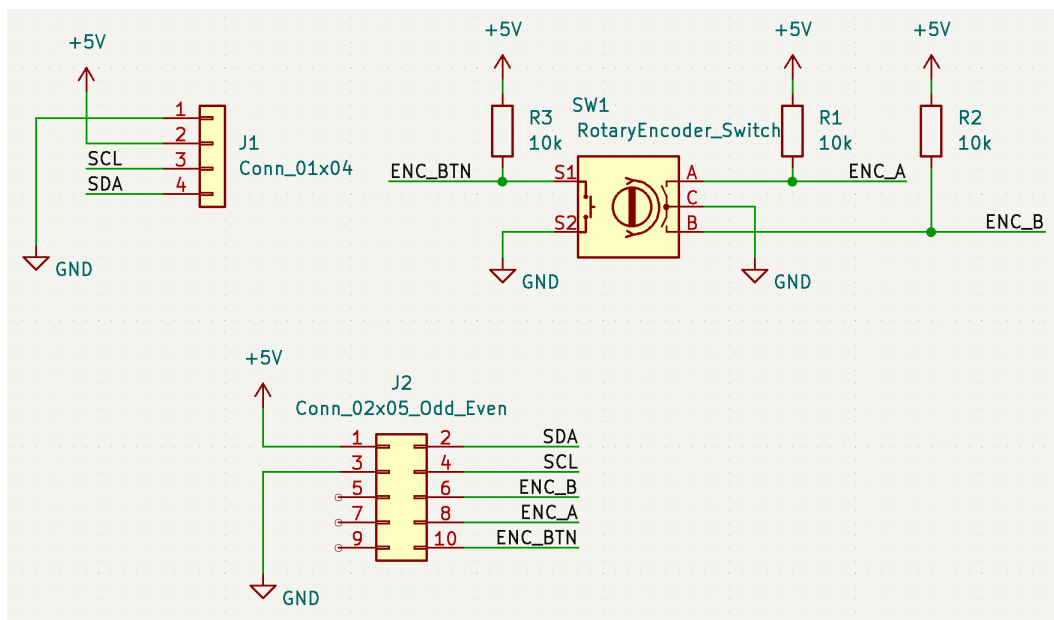 +5V
1
2
SCL 3
SDA 4
J1
Conn_01x04
GND
+5V
R3
10k
ENC_BTN
SW1
RotaryEncoder_Switch
S1
S2
A
C
B
GND
+5V
R1
10k
ENC_A
GND
+5V
R2
10k
ENC_B
+5V
J2
Conn_02x05_Odd_Even
1 2 SDA
3 4 SCL
5 6 ENC_B
7 8 ENC_A
9 10 ENC_BTN
GND